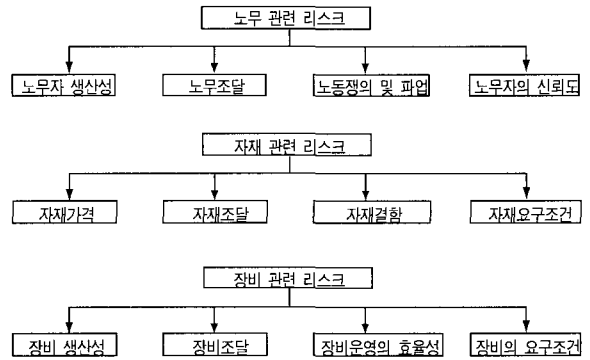 노무 관련 리스크
노무자 생산성
노무조달
노동쟁의 및 파업
노무자의 신뢰도
자재 관련 리스크
자재가격
자재조달
자재결함
자재요구조건
장비 관련 리스크
장비 생산성
장비조달
장비운영의 효율성
장비의 요구조건